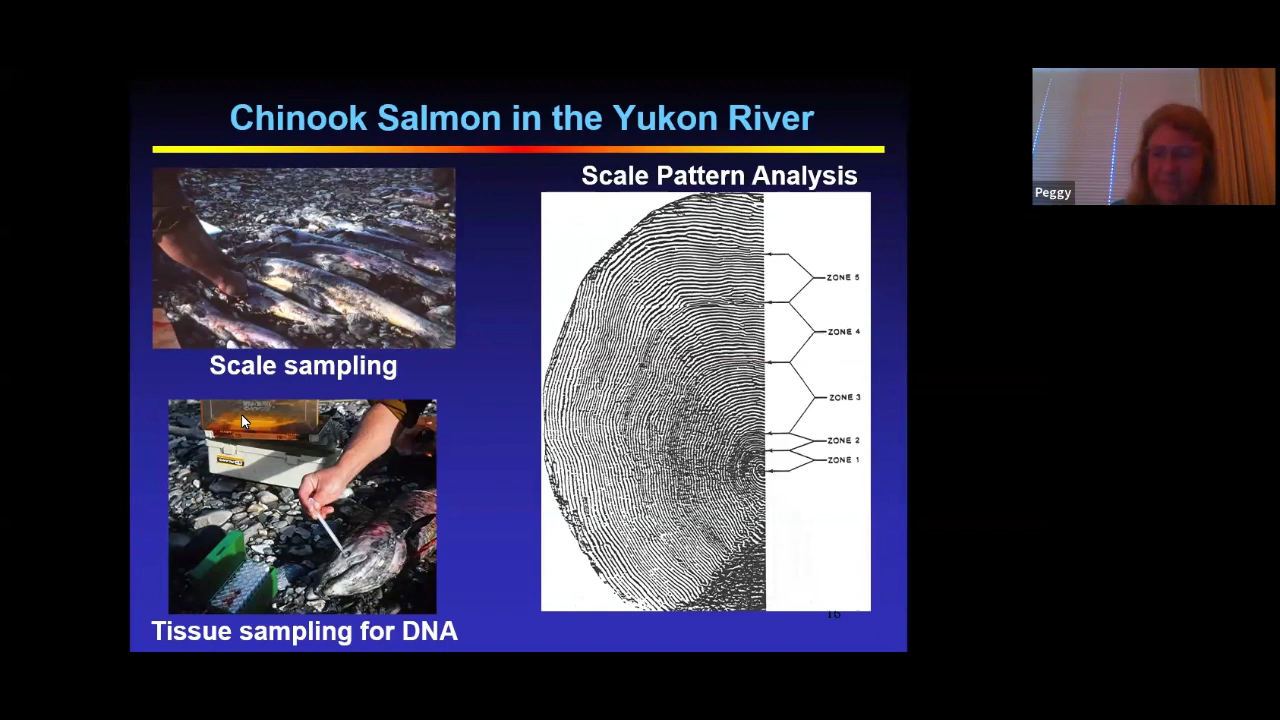 Chinook Salmon in the Yukon River
Scale Pattern Analysis
ZONE 5
ZONE 4
ZONE 3
ZONE 2
ZONE 1
Scale sampling
Tissue sampling for DNA
16
Peggy